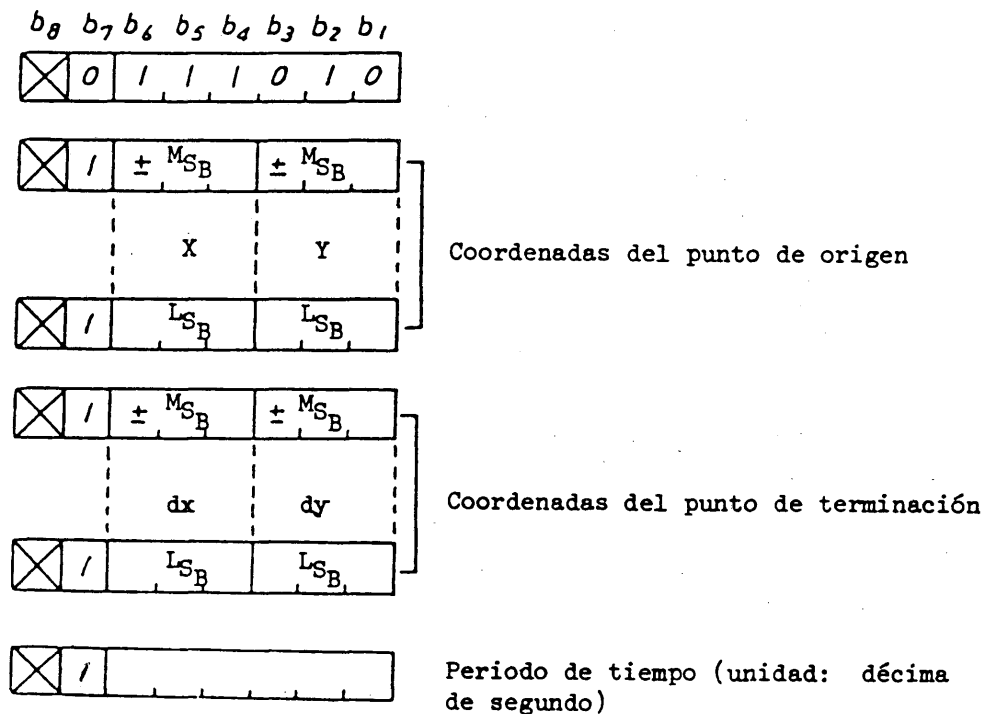 b8 b7 b6 b5 b4 b3 b2 b1
0 1 1 1 0 1 0
1 ± MSB ± MSB
X Y
Coordenadas del punto de origen
1 LSB LSB
1 ± MSB ± MSB
dx dy
Coordenadas del punto de terminación
1 LSB LSB
1
Periodo de tiempo (unidad: décima
de segundo)